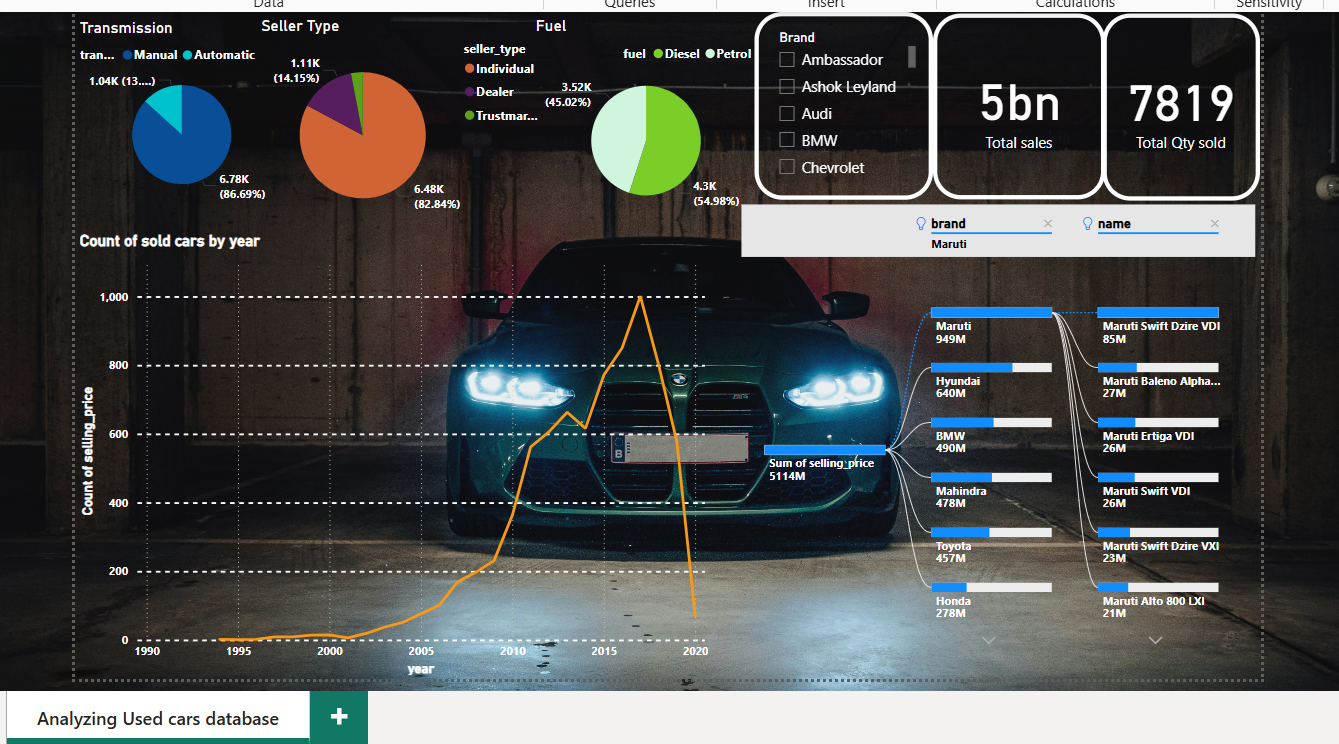 Data Queries Insert Calculations Sensitivity
Transmission
tran... Manual Automatic
1.04K (13....)
6.78K
(86.69%)
Seller Type
1.11K
(14.15%)
6.48K
(82.84%)
seller_type
Individual
Dealer
Trustmar...
Fuel
fuel Diesel Petrol
3.52K
(45.02%)
4.3K
(54.98%)
Brand
Ambassador
Ashok Leyland
Audi
BMW
Chevrolet
5bn
Total sales
7819
Total Qty sold
brand
Maruti
name
Count of sold cars by year
Count of selling_price
1,000
800
600
400
200
0
1990 1995 2000 2005 2010 2015 2020
year
B
Sum of selling_price
5114M
Maruti
949M
Hyundai
640M
BMW
490M
Mahindra
478M
Toyota
457M
Honda
278M
Maruti Swift Dzire VDI
85M
Maruti Baleno Alpha...
27M
Maruti Ertiga VDI
26M
Maruti Swift VDI
26M
Maruti Swift Dzire VXI
23M
Maruti Alto 800 LXI
21M
Analyzing Used cars database